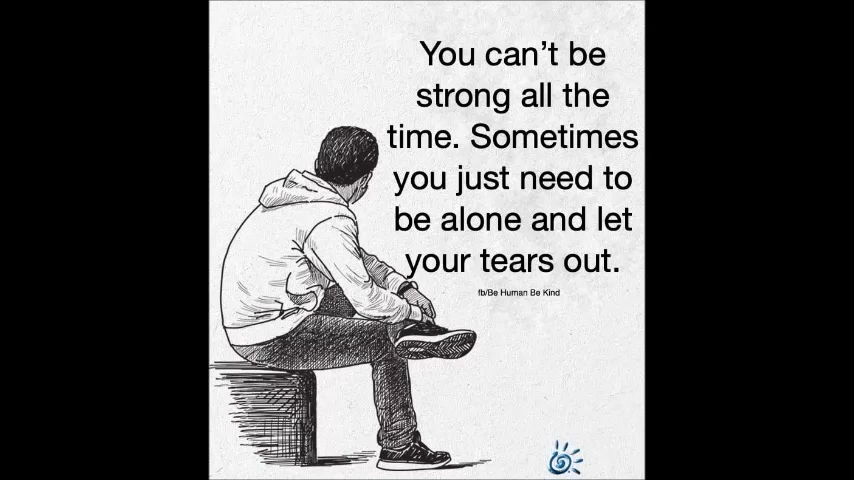 You can’t be
strong all the
time. Sometimes
you just need to
be alone and let
your tears out.
fb/Be Human Be Kind